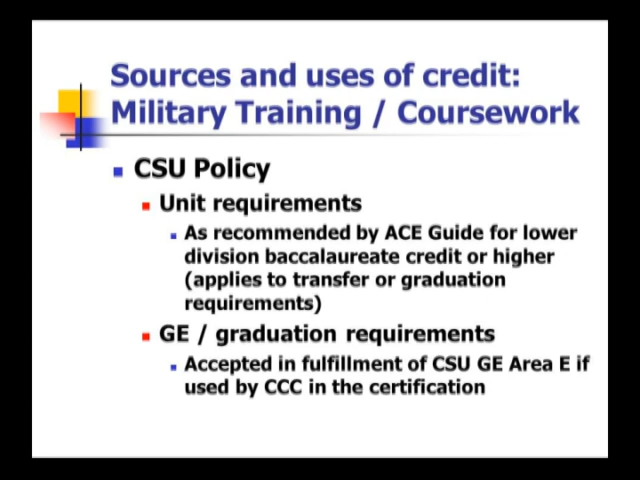 Sources and uses of credit:
Military Training / Coursework
CSU Policy
Unit requirements
As recommended by ACE Guide for lower
division baccalaureate credit or higher
(applies to transfer or graduation
requirements)
GE / graduation requirements
Accepted in fulfillment of CSU GE Area E if
used by CCC in the certification